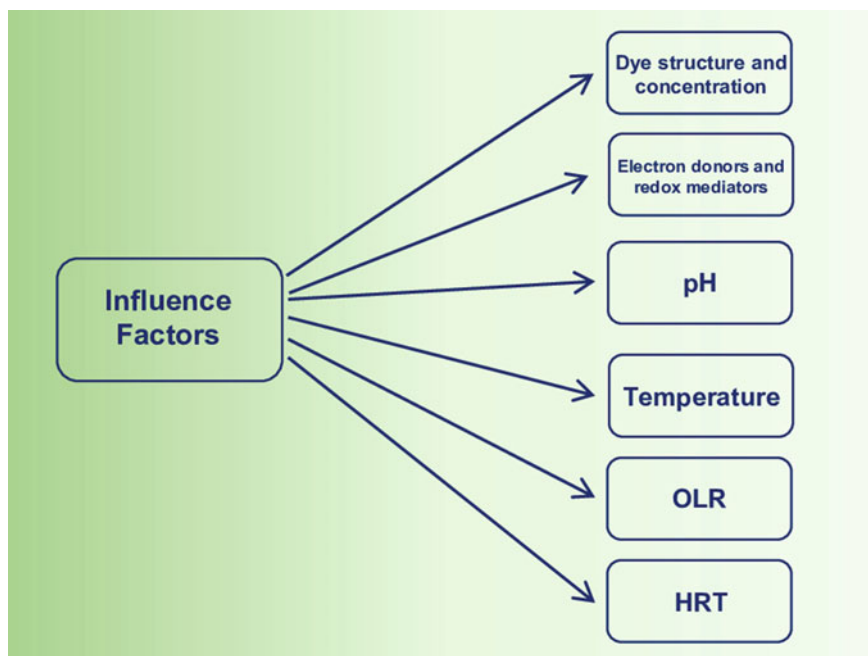 Influence
Factors
Dye structure and
concentration
Electron donors and
redox mediators
pH
Temperature
OLR
HRT